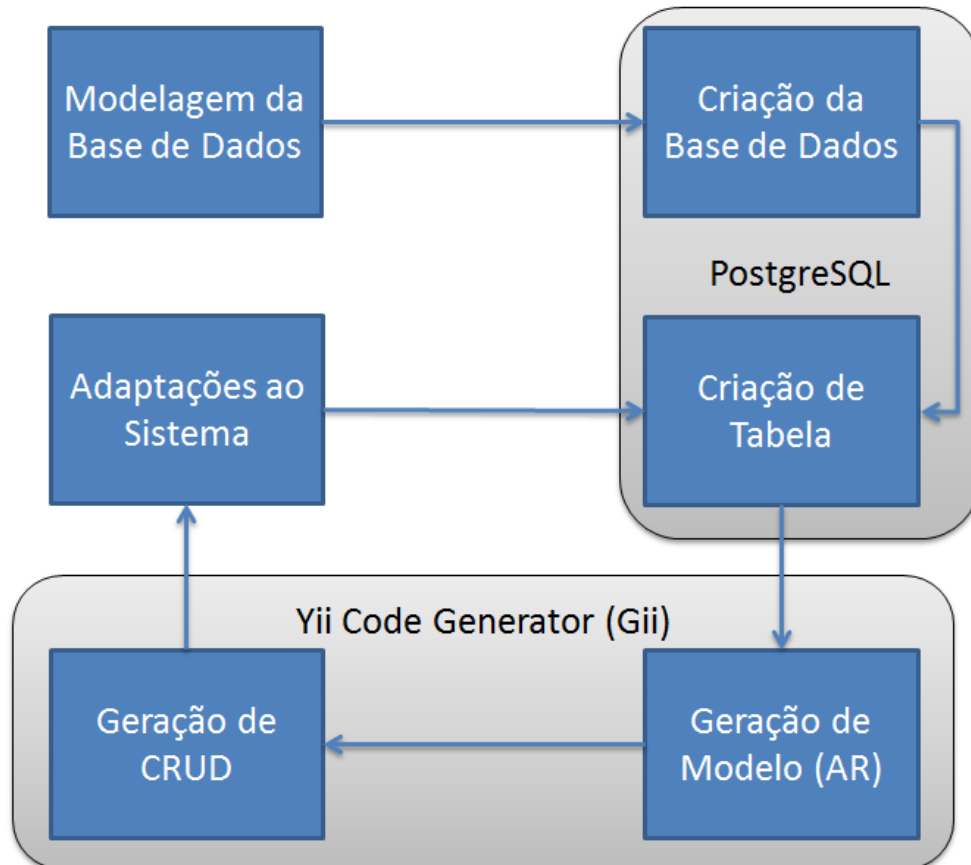 Modelagem da
Base de Dados
Criação da
Base de Dados
PostgreSQL
Adaptações ao
Sistema
Criação de
Tabela
Yii Code Generator (Gii)
Geração de
CRUD
Geração de
Modelo (AR)